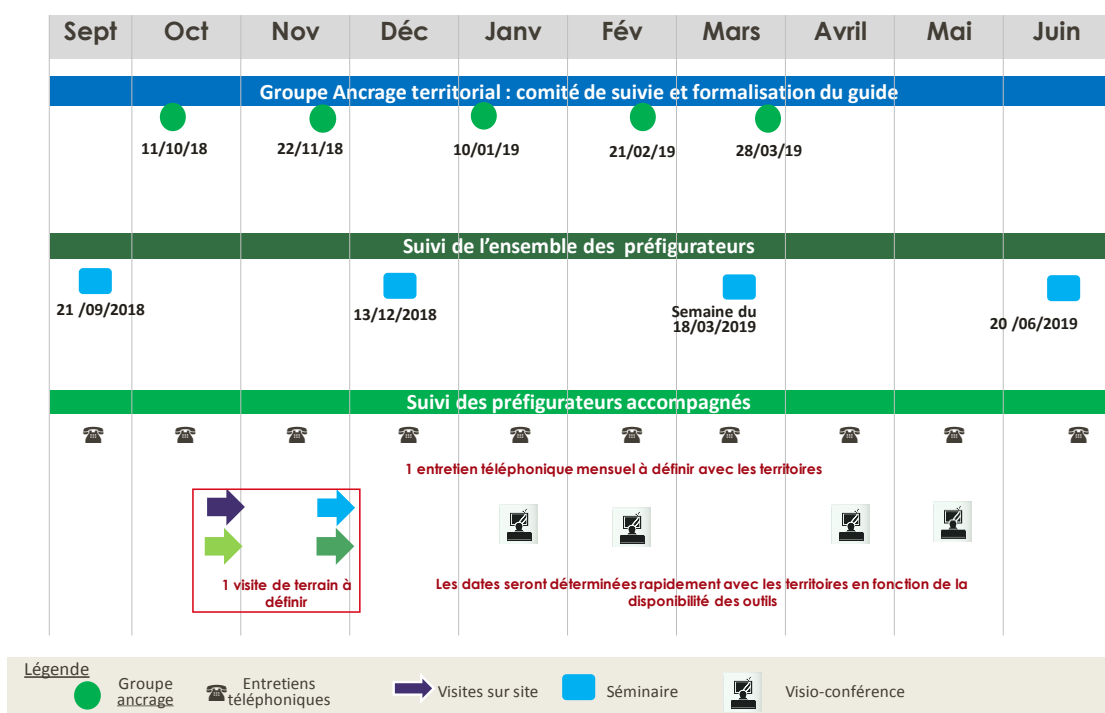 Sept Oct Nov Déc Janv Fév Mars Avril Mai Juin
Groupe Ancrage territorial : comité de suivie et formalisation du guide
11/10/18 22/11/18 10/01/19 21/02/19 28/03/19
Suivi de l’ensemble des préfigurateurs
21 /09/2018 13/12/2018 Semaine du
18/03/2019 20 /06/2019
Suivi des préfigurateurs accompagnés
1 entretien téléphonique mensuel à définir avec les territoires
1 visite de terrain à
définir
Les dates seront déterminées rapidement avec les territoires en fonction de la
disponibilité des outils
Légende
Groupe
ancrage
Entretiens
téléphoniques
Visites sur site
Séminaire
Visio-conférence